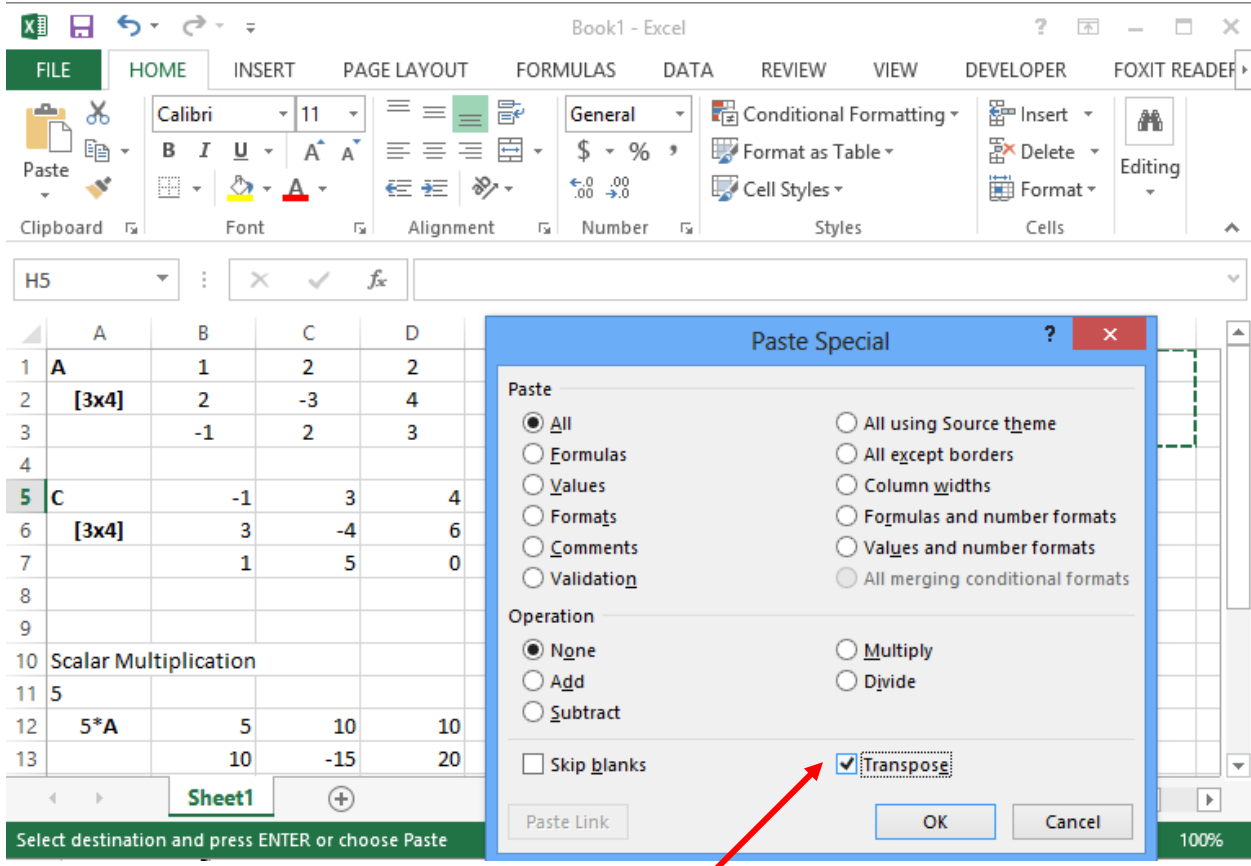 Book1 - Excel ?
FILE HOME INSERT PAGE LAYOUT FORMULAS DATA REVIEW VIEW DEVELOPER FOXIT READER
Paste
Calibri 11
B I U A A
A
General
$ % ,
.0 .00 .00 .0
Conditional Formatting
Format as Table
Cell Styles
Insert
Delete
Format
Editing
Clipboard Font Alignment Number Styles Cells
H5 fx
A B C D
1 A 1 2 2
2 [3x4] 2 -3 4
3 -1 2 3
4
5 C -1 3 4
6 [3x4] 3 -4 6
7 1 5 0
8
9
10 Scalar Multiplication
11 5
12 5*A 5 10 10
13 10 -15 20
Sheet1
Select destination and press ENTER or choose Paste
100%
Paste Special ?
Paste
All
Formulas
Values
Formats
Comments
Validation
All using Source theme
All except borders
Column widths
Formulas and number formats
Values and number formats
All merging conditional formats
Operation
None
Add
Subtract
Multiply
Divide
Skip blanks
Transpose
Paste Link
OK
Cancel